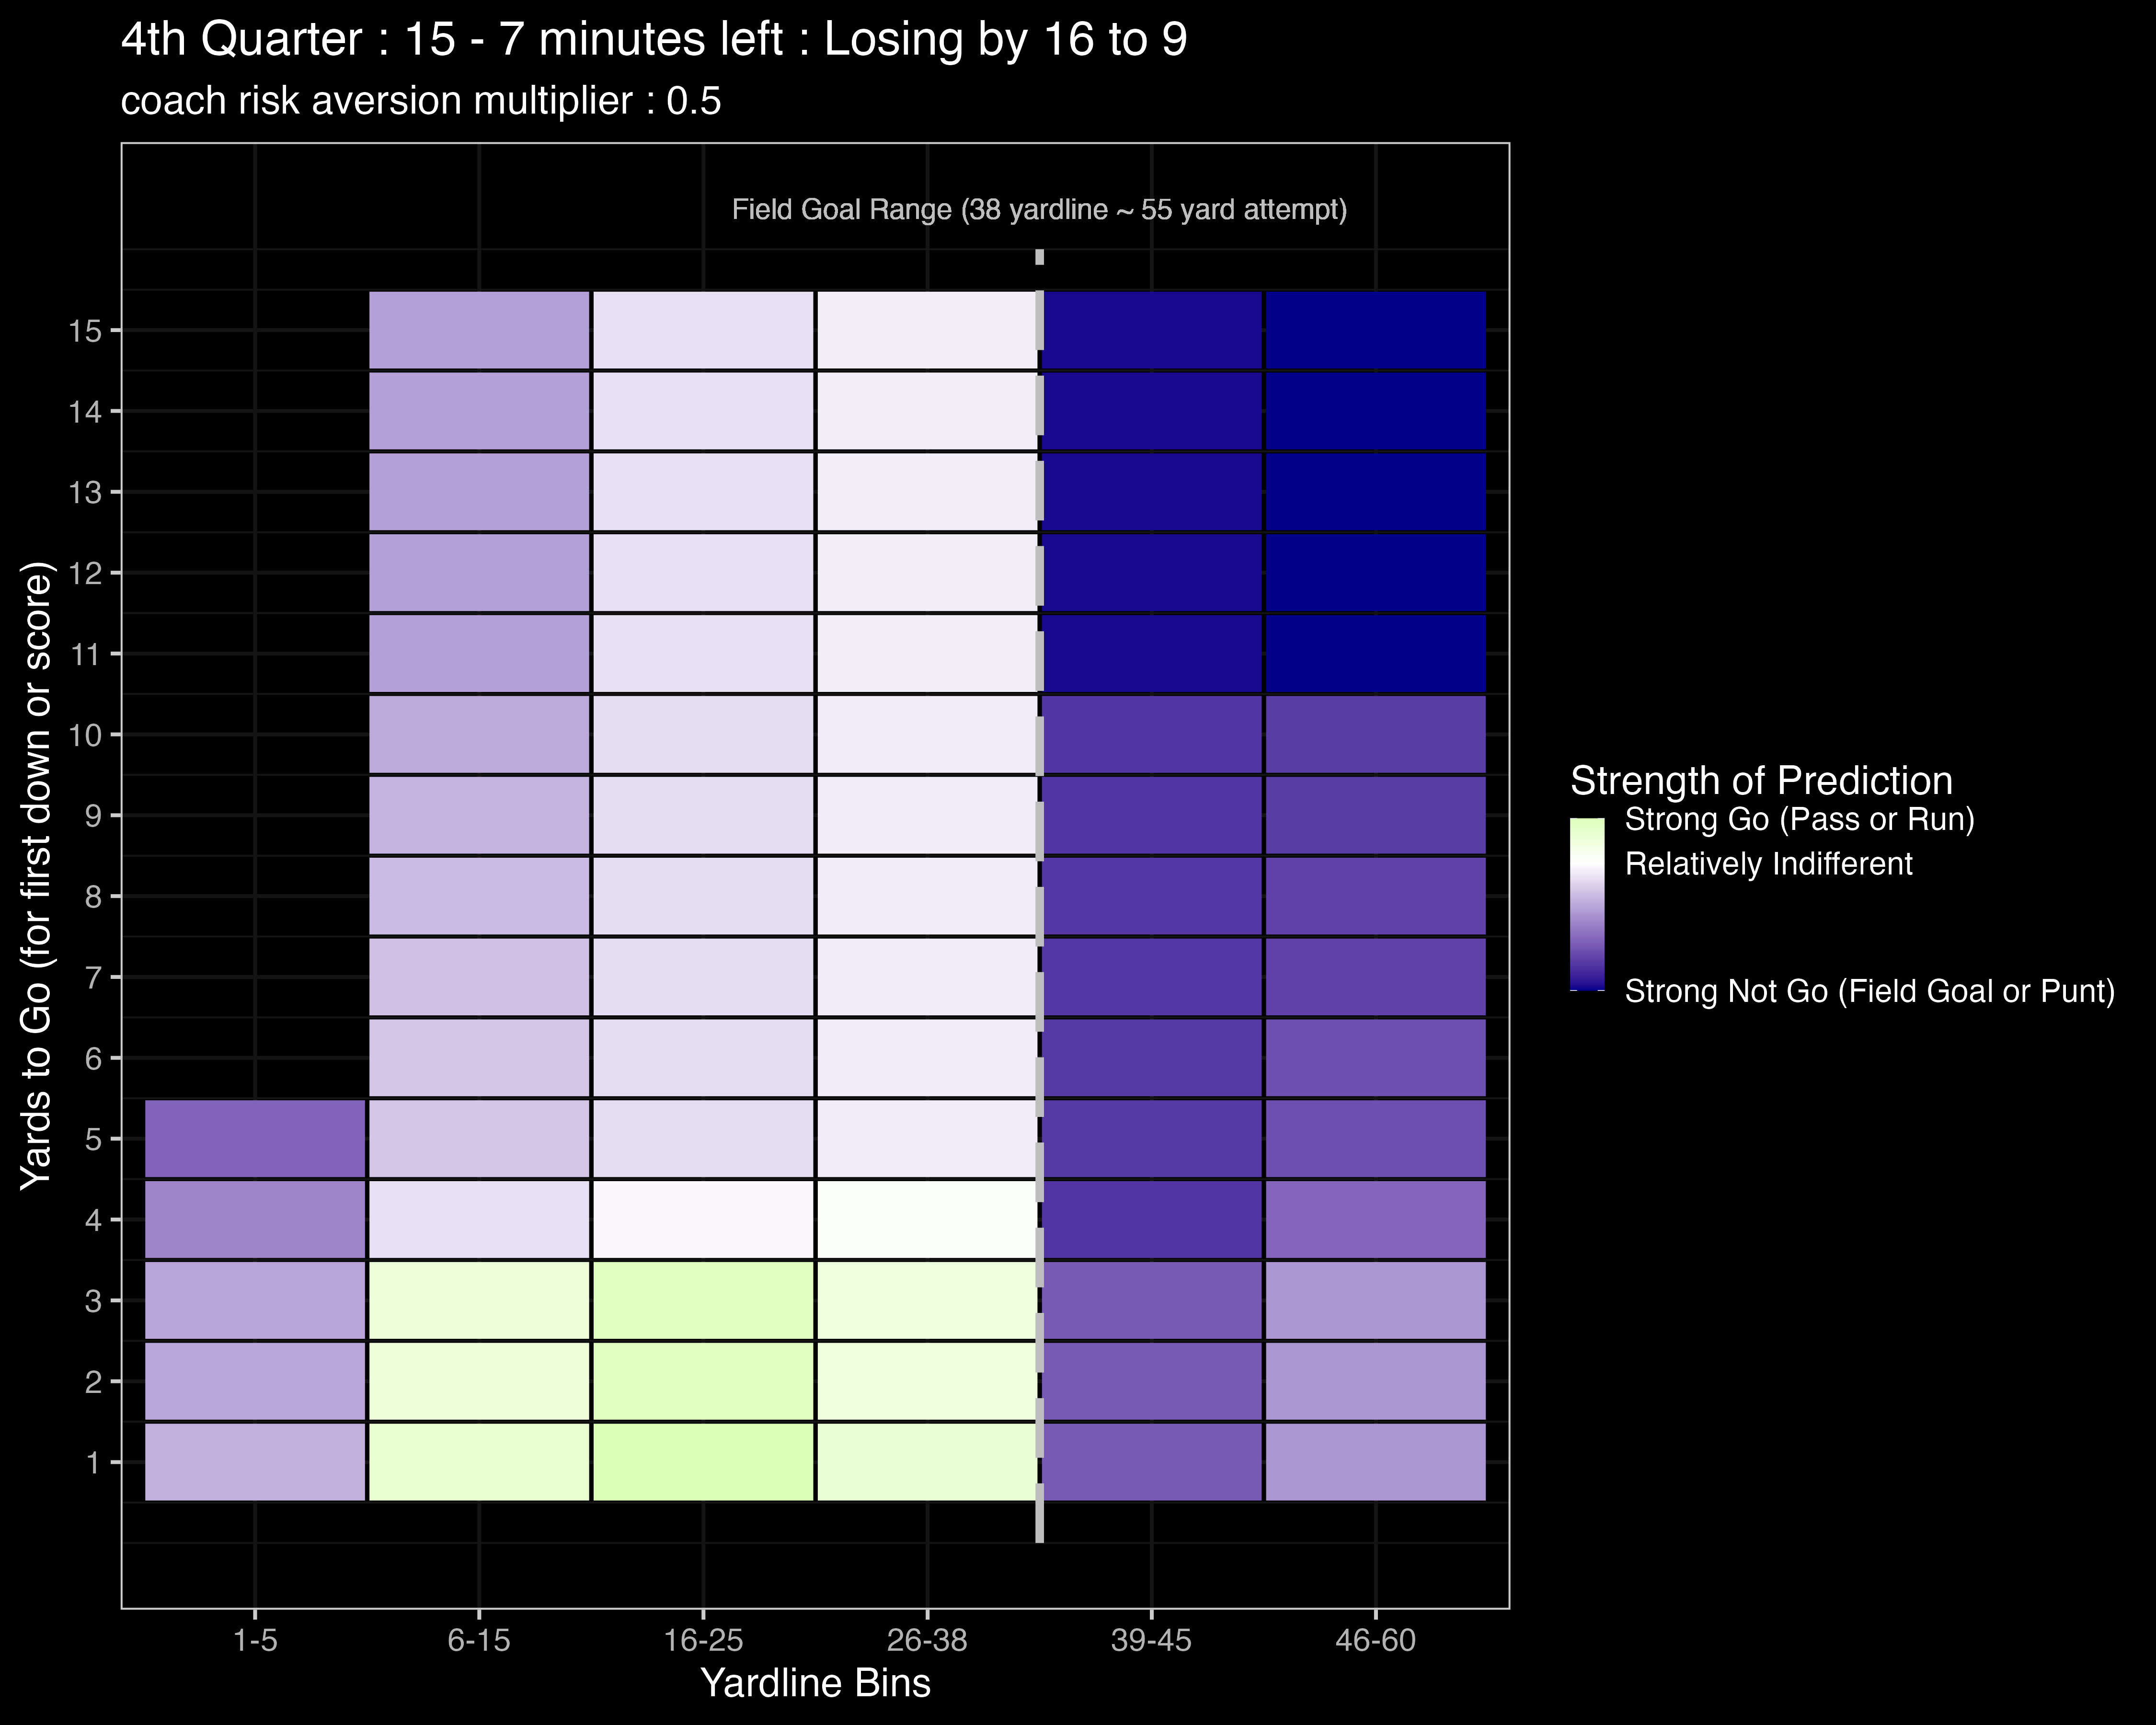 4th Quarter : 15 - 7 minutes left : Losing by 16 to 9
coach risk aversion multiplier : 0.5
Field Goal Range (38 yardline ~ 55 yard attempt)
Yards to Go (for first down or score)
15
14
13
12
11
10
9
8
7
6
5
4
3
2
1
1-5
6-15
16-25
26-38
39-45
46-60
Yardline Bins
Strength of Prediction
Strong Go (Pass or Run)
Relatively Indifferent
Strong Not Go (Field Goal or Punt)